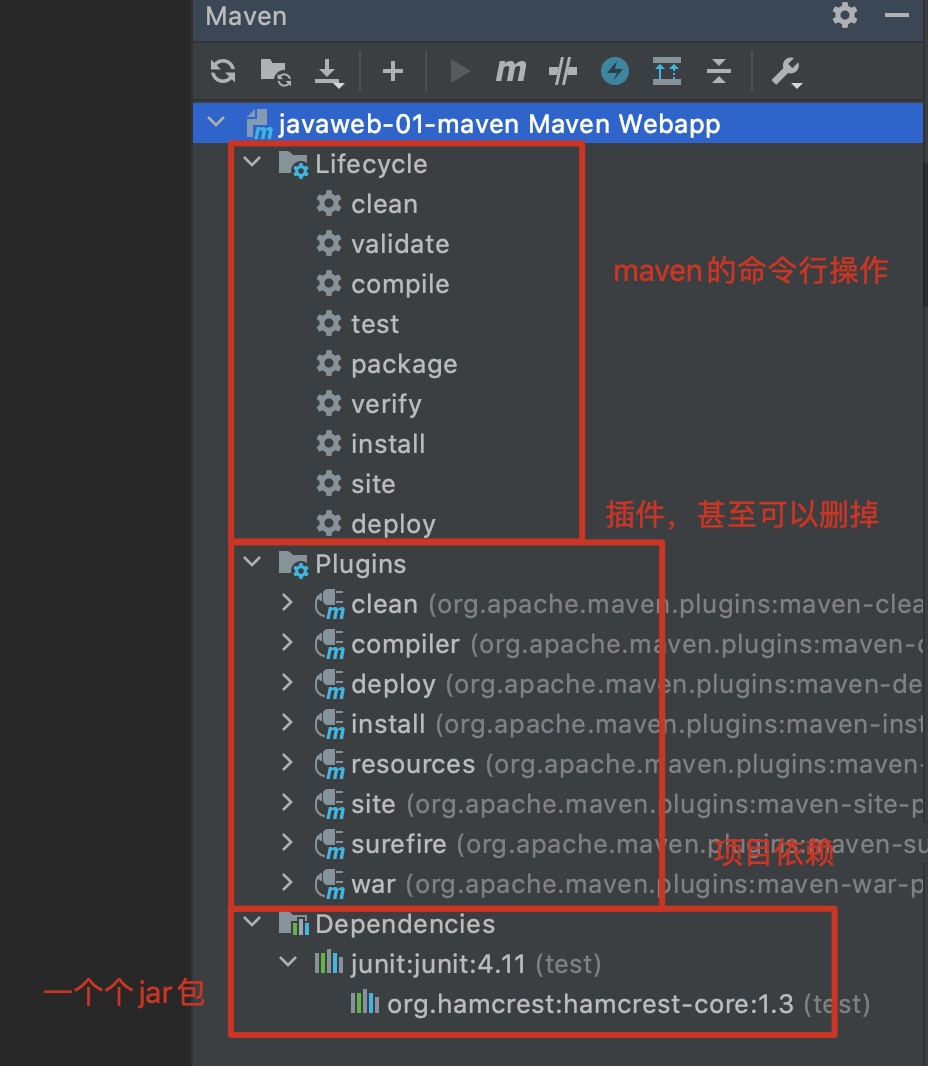 Maven
javaweb-01-maven Maven Webapp
Lifecycle
clean
validate
compile
maven的命令行操作
test
package
verify
install
site
插件，甚至可以删掉
deploy
Plugins
clean (org.apache.maven.plugins:maven-clea
compiler (org.apache.maven.plugins:maven-c
deploy (org.apache.maven.plugins:maven-de
install (org.apache.maven.plugins:maven-inst
resources (org.apache.maven.plugins:maven-
site (org.apache.maven.plugins:maven-site-p
surefire (org.apache.maven.plugins:maven-su
项目依赖
war (org.apache.maven.plugins:maven-war-p
Dependencies
junit:junit:4.11 (test)
一个个jar包
org.hamcrest:hamcrest-core:1.3 (test)